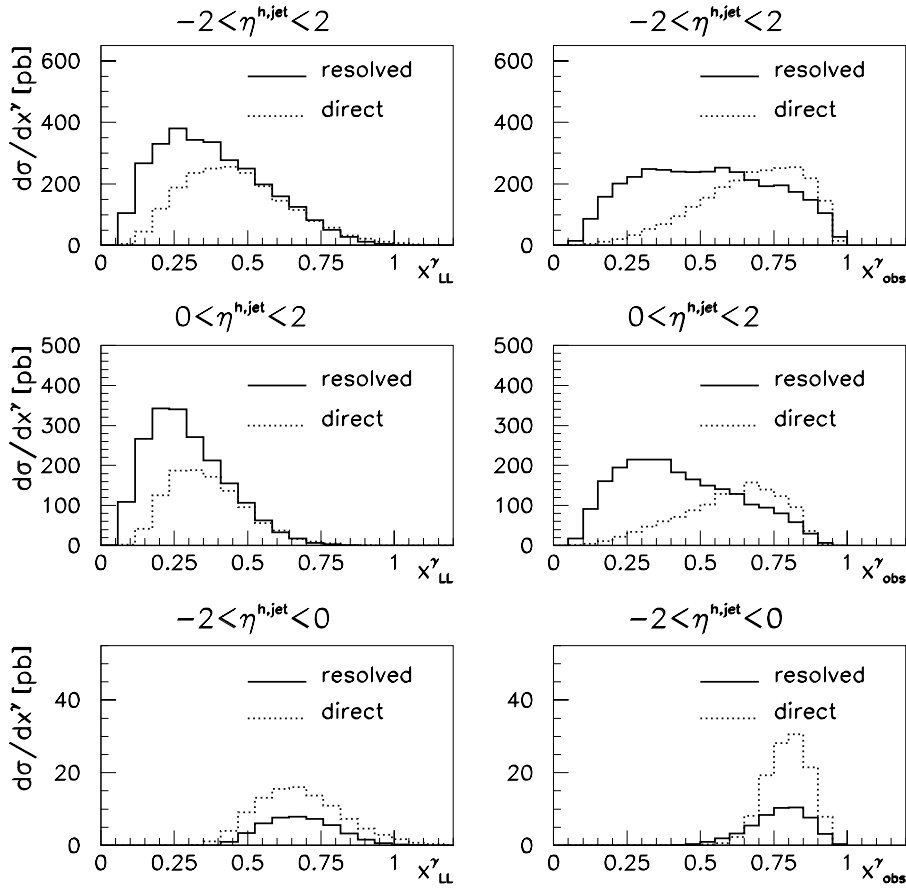 −2<η^h,jet<2
dσ/dx^γ [pb]
600
400
200
0
resolved
direct
0 0.25 0.5 0.75 1 x^γ_LL
−2<η^h,jet<2
600
400
200
0
resolved
direct
0 0.25 0.5 0.75 1 x^γ_obs
0<η^h,jet<2
dσ/dx^γ [pb]
500
400
300
200
100
0
resolved
direct
0 0.25 0.5 0.75 1 x^γ_LL
0<η^h,jet<2
500
400
300
200
100
0
resolved
direct
0 0.25 0.5 0.75 1 x^γ_obs
−2<η^h,jet<0
dσ/dx^γ [pb]
40
20
0
resolved
direct
0 0.25 0.5 0.75 1 x^γ_LL
−2<η^h,jet<0
40
20
0
resolved
direct
0 0.25 0.5 0.75 1 x^γ_obs